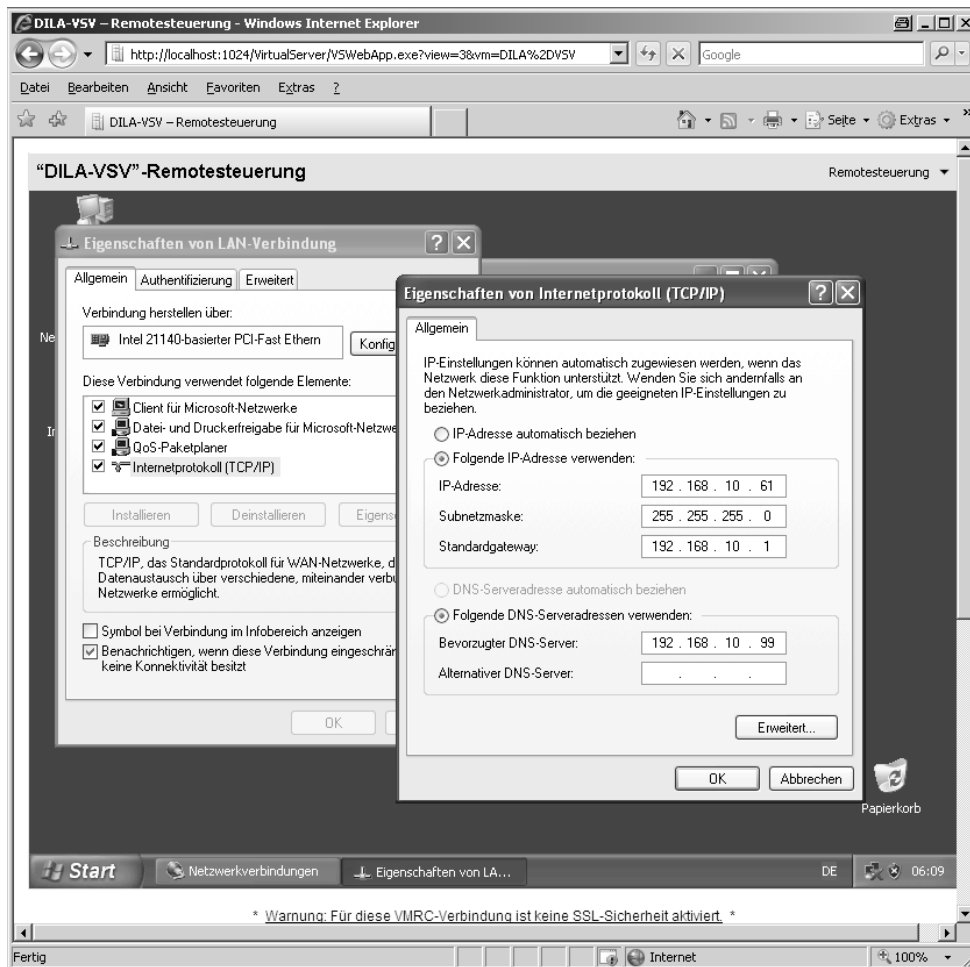 DILA-VSV – Remotesteuerung - Windows Internet Explorer
http://localhost:1024/VirtualServer/VSWebApp.exe?view=3&vm=DILA%2DVSV
Google
Datei Bearbeiten Ansicht Favoriten Extras ?
DILA-VSV – Remotesteuerung
Seite
Extras
"DILA-VSV"-Remotesteuerung
Remotesteuerung
Eigenschaften von LAN-Verbindung
Allgemein Authentifizierung Erweitert
Verbindung herstellen über:
Intel 21140-basierter PCI-Fast Ethern
Konfig
Diese Verbindung verwendet folgende Elemente:
Client für Microsoft-Netzwerke
Datei- und Druckerfreigabe für Microsoft-Netzwe
QoS-Paketplaner
Internetprotokoll (TCP/IP)
Installieren Deinstallieren Eigens
Beschreibung
TCP/IP, das Standardprotokoll für WAN-Netzwerke, d
Datenaustausch über verschiedene, miteinander verbu
Netzwerke ermöglicht.
Symbol bei Verbindung im Infobereich anzeigen
Benachrichtigen, wenn diese Verbindung eingeschrän
keine Konnektivität besitzt
OK
Ne
Eigenschaften von Internetprotokoll (TCP/IP)
Allgemein
IP-Einstellungen können automatisch zugewiesen werden, wenn das
Netzwerk diese Funktion unterstützt. Wenden Sie sich andernfalls an
den Netzwerkadministrator, um die geeigneten IP-Einstellungen zu
beziehen.
IP-Adresse automatisch beziehen
Folgende IP-Adresse verwenden:
IP-Adresse: 192 . 168 . 10 . 61
Subnetzmaske: 255 . 255 . 255 . 0
Standardgateway: 192 . 168 . 10 . 1
DNS-Serveradresse automatisch beziehen
Folgende DNS-Serveradressen verwenden:
Bevorzugter DNS-Server: 192 . 168 . 10 . 99
Alternativer DNS-Server: . . .
Erweitert...
OK Abbrechen
Papierkorb
Start Netzwerkverbindungen Eigenschaften von LA... DE 06:09
* Warnung: Für diese VMRC-Verbindung ist keine SSL-Sicherheit aktiviert. *
Fertig Internet 100%